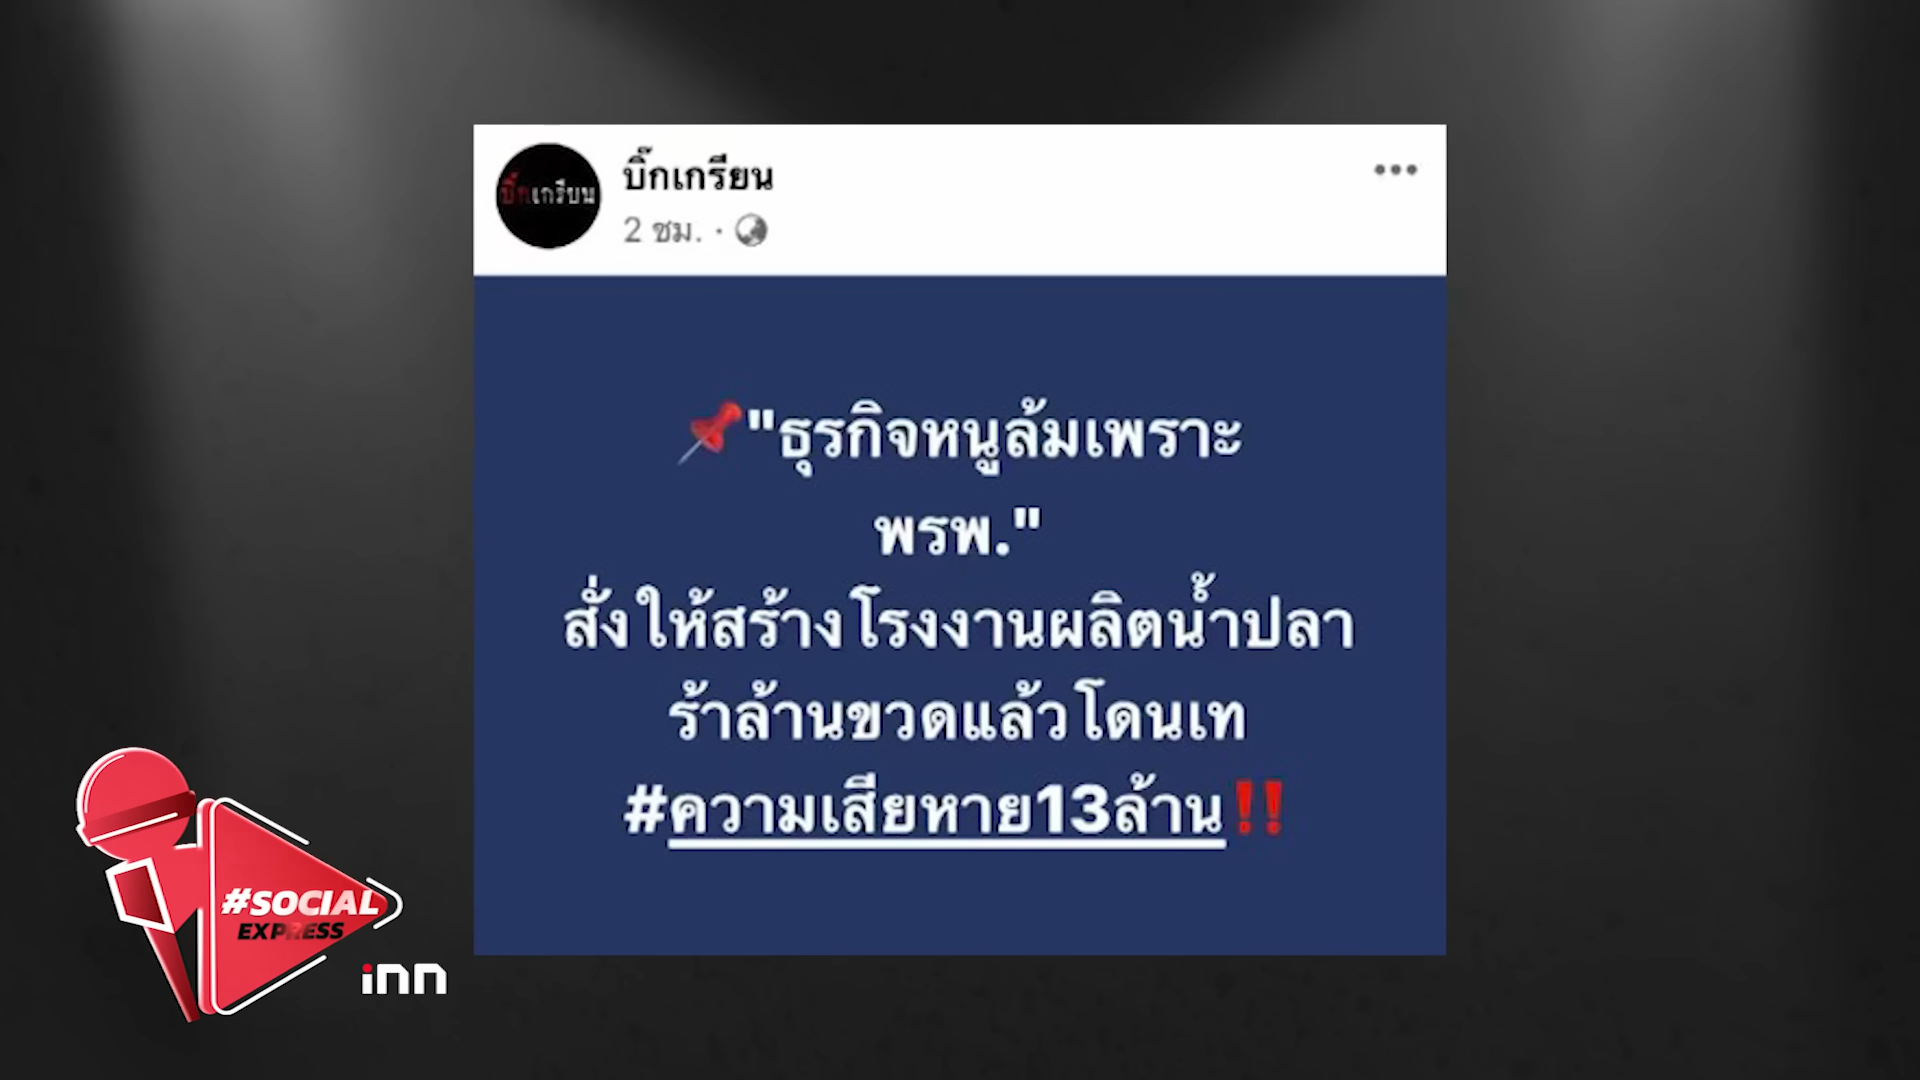 บิ๊กเกรียน
บิ๊กเกรียน
2 ชม. ·
📌"ธุรกิจหนูล้มเพราะ
พรพ."
สั่งให้สร้างโรงงานผลิตน้ำปลา
ร้าล้านขวดแล้วโดนเท
#ความเสียหาย13ล้าน‼️
#SOCIAL
EXPRESS
inn